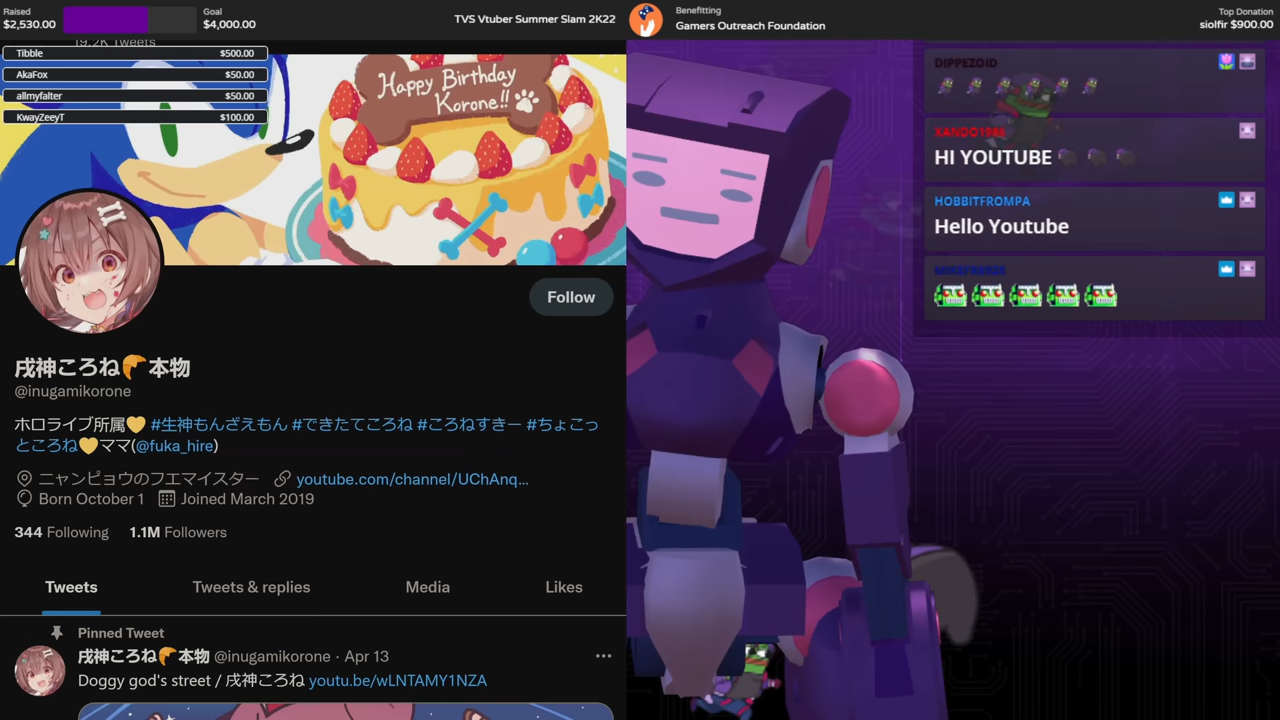 Raised
$2,530.00
Goal
$4,000.00
TVS Vtuber Summer Slam 2K22
Benefitting
Gamers Outreach Foundation
Top Donation
siolfir $900.00
19.2K Tweets
Tibble $500.00
AkaFox $50.00
allmyfalter $50.00
KwayZeeyT $100.00
Happy Birthday
Korone!!
Follow
戌神ころね🥐本物
@inugamikorone
ホロライブ所属💛 #生神もんざえもん #できたてころね #ころねすきー #ちょこっ
ところね💛ママ(@fuka_hire)
ニャンピョウのフエマイスター youtube.com/channel/UChAnq...
Born October 1 Joined March 2019
344 Following 1.1M Followers
Tweets Tweets & replies Media Likes
Pinned Tweet
戌神ころね🥐本物 @inugamikorone · Apr 13
Doggy god's street / 戌神ころね youtu.be/wLNTAMY1NZA
DIPPEZOID
XANDO1986
HI YOUTUBE
HOBBITFROMPA
Hello Youtube